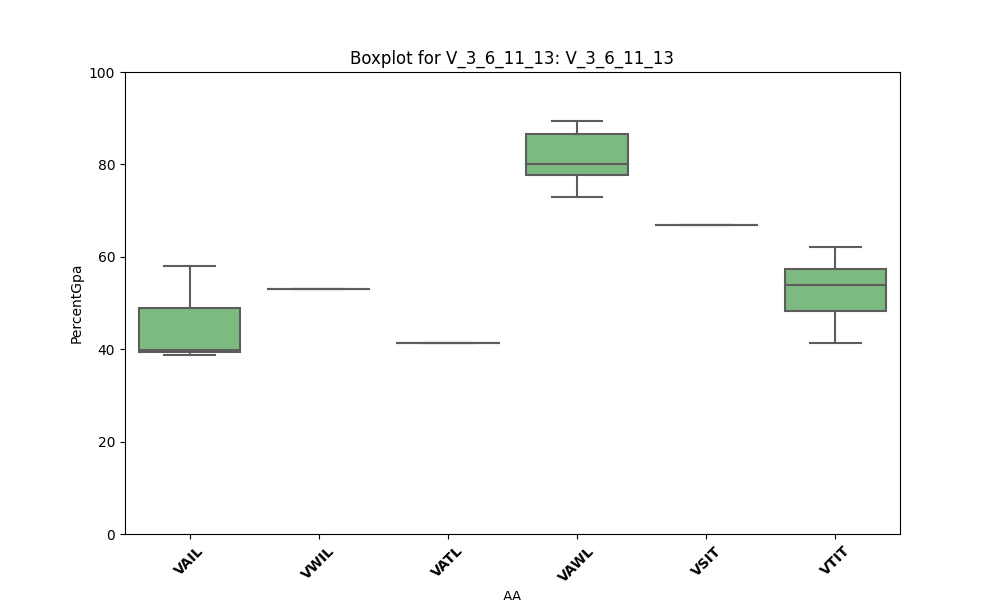 Boxplot for V_3_6_11_13: V_3_6_11_13
100
80
60
40
20
0
PercentGpa
VAIL
VWIL
VATL
VAWL
VSIT
VTIT
AA